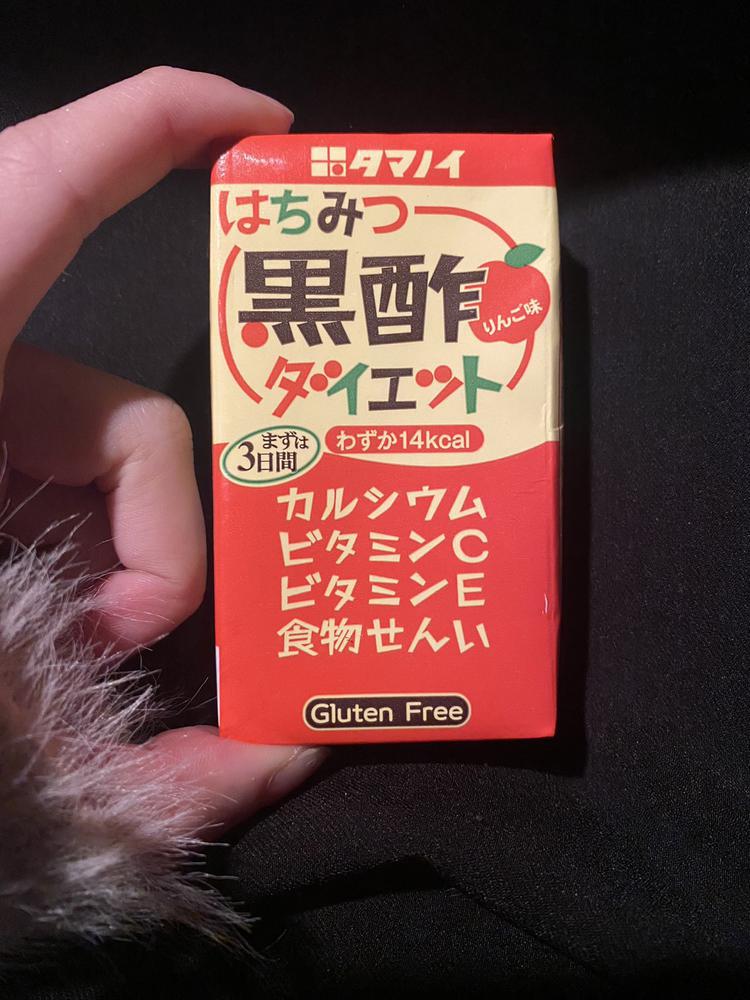 タマノイ
はちみつ
黒酢
りんご味
ダイエット
まずは
3日間
わずか14kcal
カルシウム
ビタミンC
ビタミンE
食物せんい
Gluten Free